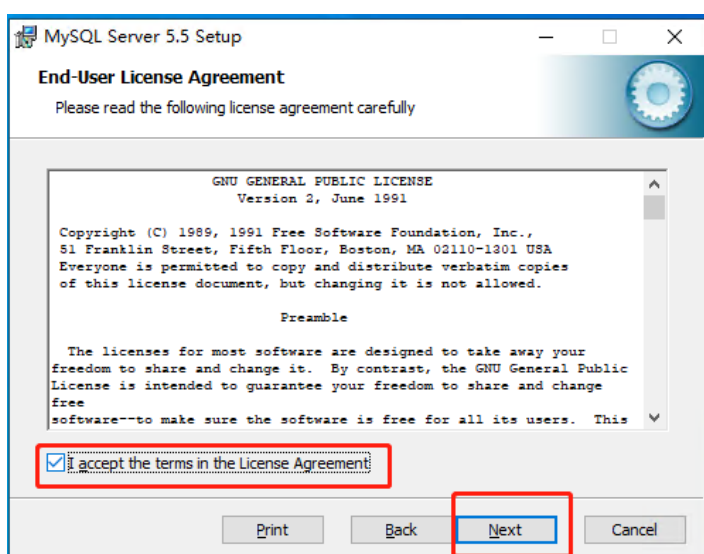 MySQL Server 5.5 Setup
End-User License Agreement
Please read the following license agreement carefully
GNU GENERAL PUBLIC LICENSE
Version 2, June 1991
Copyright (C) 1989, 1991 Free Software Foundation, Inc.,
51 Franklin Street, Fifth Floor, Boston, MA 02110-1301 USA
Everyone is permitted to copy and distribute verbatim copies
of this license document, but changing it is not allowed.
Preamble
The licenses for most software are designed to take away your
freedom to share and change it. By contrast, the GNU General Public
License is intended to guarantee your freedom to share and change
free
software--to make sure the software is free for all its users. This
I accept the terms in the License Agreement
Print Back Next Cancel